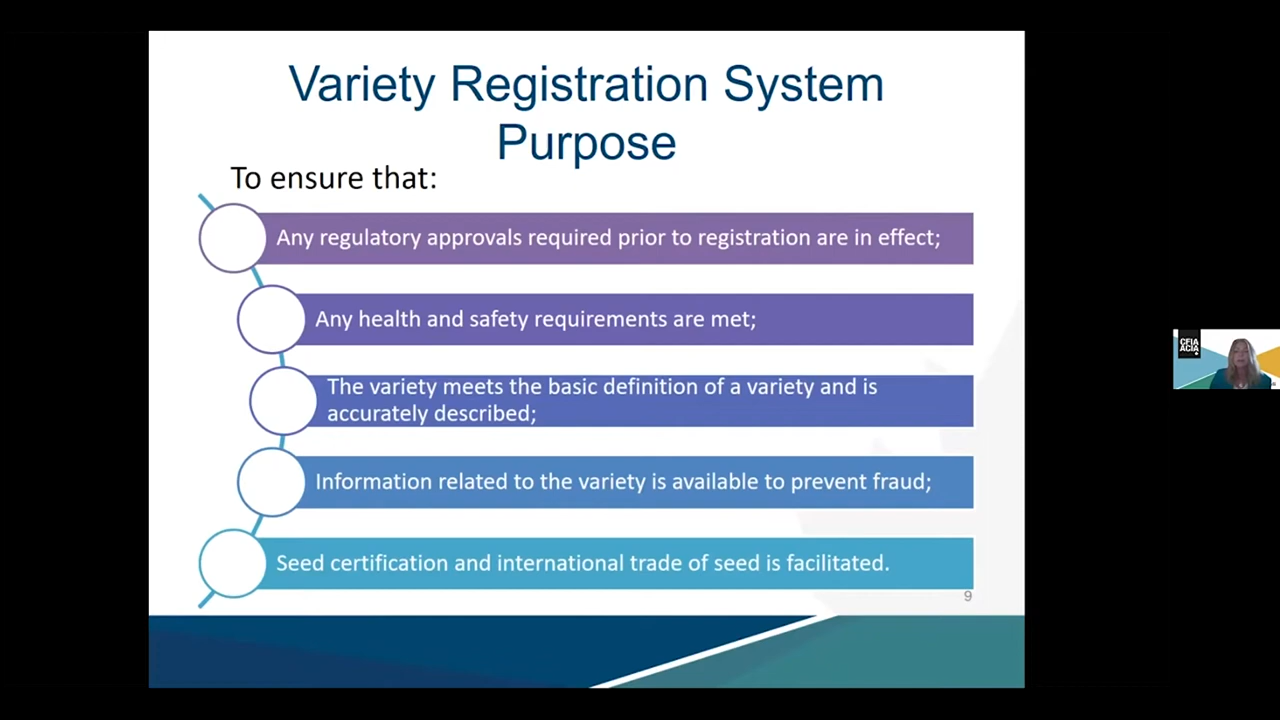 Variety Registration System
Purpose
To ensure that:
Any regulatory approvals required prior to registration are in effect;
Any health and safety requirements are met;
The variety meets the basic definition of a variety and is
accurately described;
Information related to the variety is available to prevent fraud;
Seed certification and international trade of seed is facilitated.
9
CFIA
ACIA